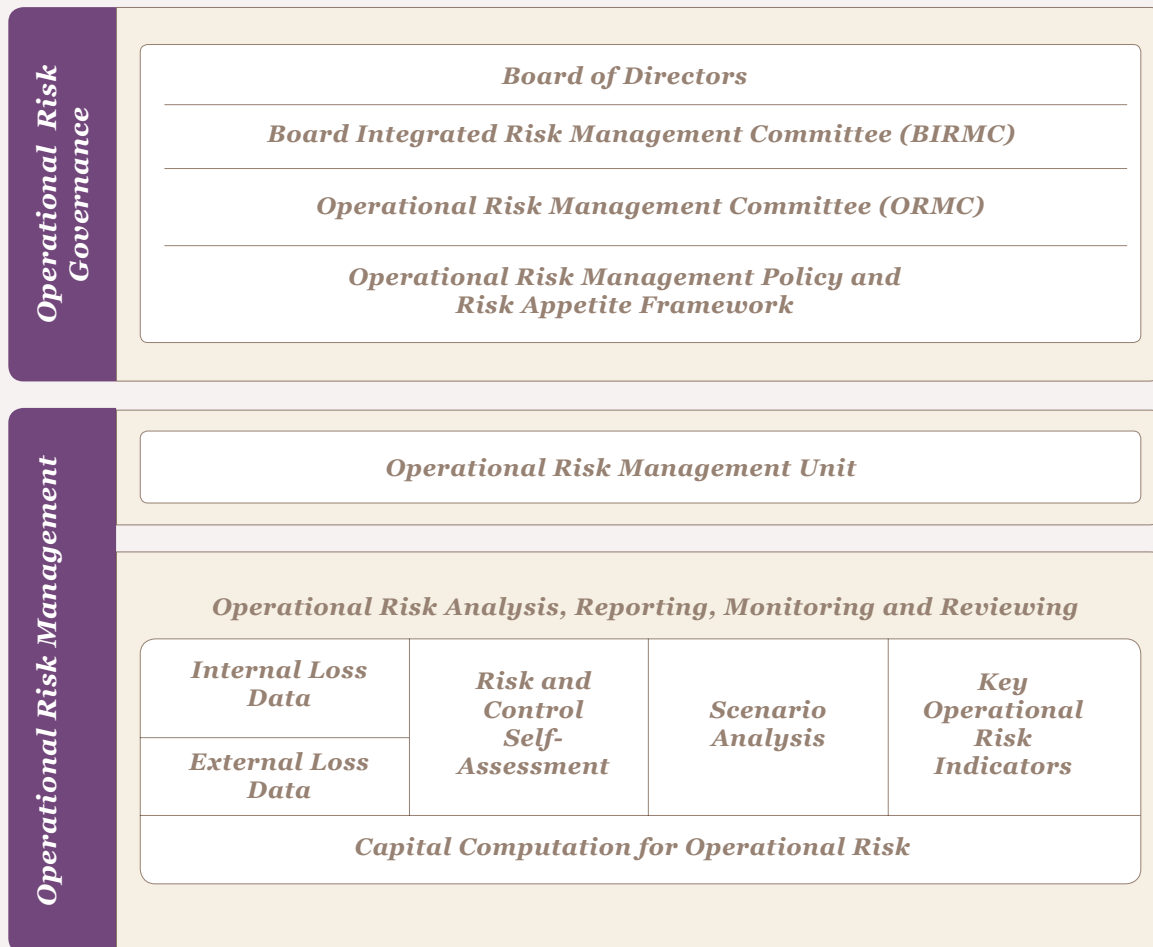 Operational Risk
Governance
Board of Directors
Board Integrated Risk Management Committee (BIRMC)
Operational Risk Management Committee (ORMC)
Operational Risk Management Policy and
Risk Appetite Framework
Operational Risk Management
Operational Risk Management Unit
Operational Risk Analysis, Reporting, Monitoring and Reviewing
Internal Loss
Data
External Loss
Data
Risk and
Control
Self-
Assessment
Scenario
Analysis
Key
Operational
Risk
Indicators
Capital Computation for Operational Risk